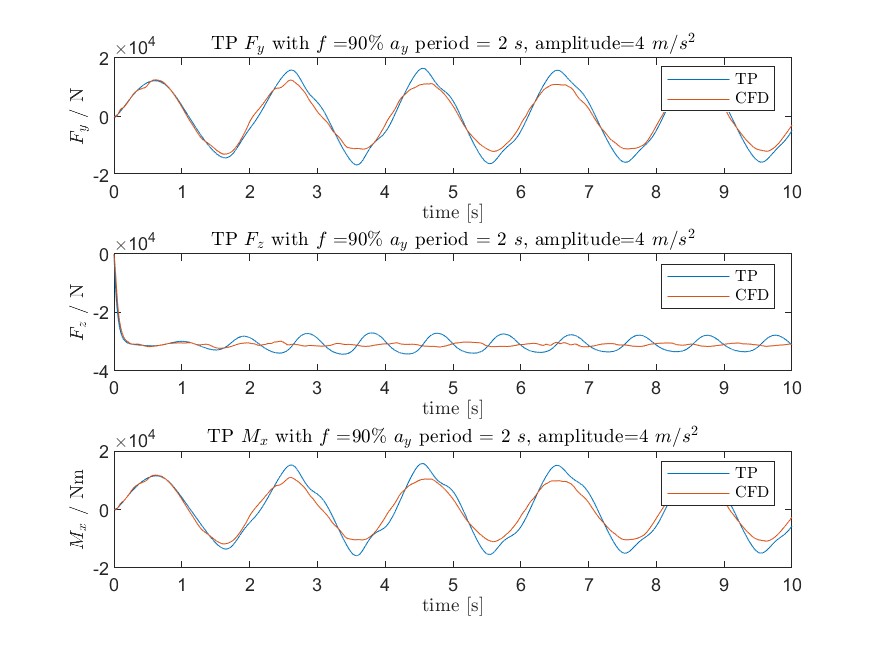 TP F_y with f =90% a_y period = 2 s, amplitude=4 m/s^2
×10^4
2
0
-2
F_y / N
TP
CFD
0 1 2 3 4 5 6 7 8 9 10
time [s]
TP F_z with f =90% a_y period = 2 s, amplitude=4 m/s^2
×10^4
0
-2
-4
F_z / N
TP
CFD
0 1 2 3 4 5 6 7 8 9 10
time [s]
TP M_x with f =90% a_y period = 2 s, amplitude=4 m/s^2
×10^4
2
0
-2
M_x / Nm
TP
CFD
0 1 2 3 4 5 6 7 8 9 10
time [s]